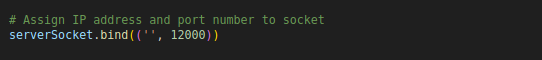 # Assign IP address and port number to socket
serverSocket.bind(('', 12000))